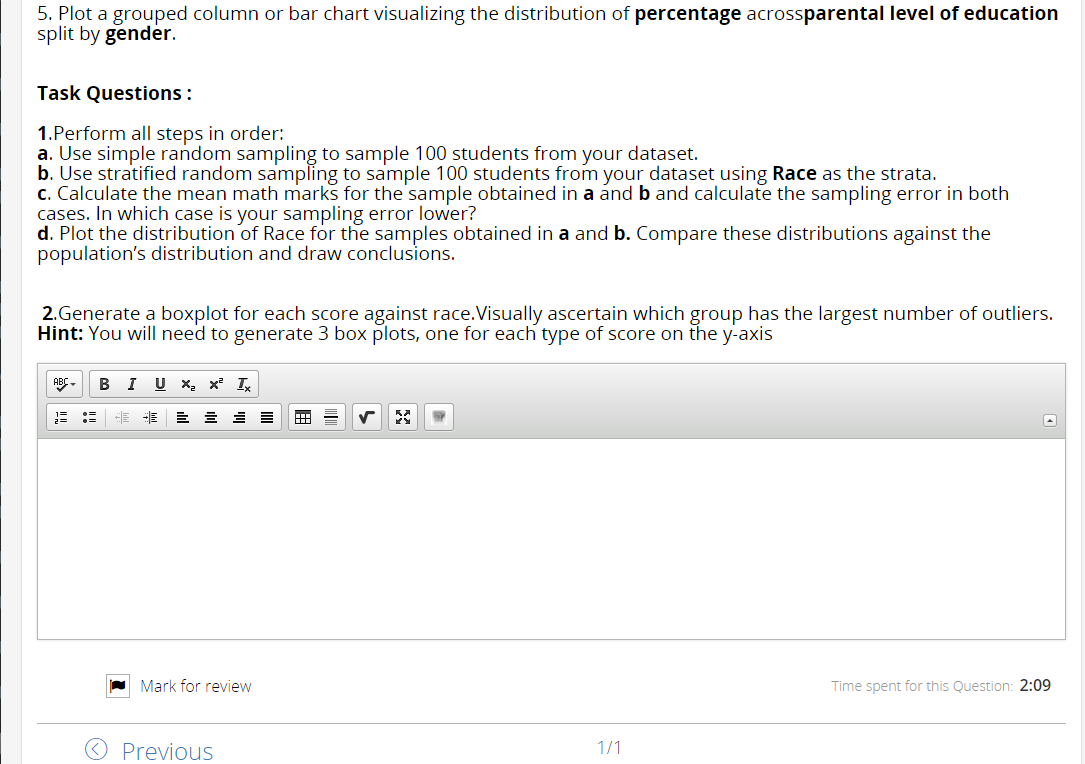 5. Plot a grouped column or bar chart visualizing the distribution of percentage acrossparental level of education
split by gender.
Task Questions :
1.Perform all steps in order:
a. Use simple random sampling to sample 100 students from your dataset.
b. Use stratified random sampling to sample 100 students from your dataset using Race as the strata.
c. Calculate the mean math marks for the sample obtained in a and b and calculate the sampling error in both
cases. In which case is your sampling error lower?
d. Plot the distribution of Race for the samples obtained in a and b. Compare these distributions against the
population’s distribution and draw conclusions.
2.Generate a boxplot for each score against race.Visually ascertain which group has the largest number of outliers.
Hint: You will need to generate 3 box plots, one for each type of score on the y-axis
ABC B I U x₂ x² Tx
Mark for review
Time spent for this Question: 2:09
Previous
1/1